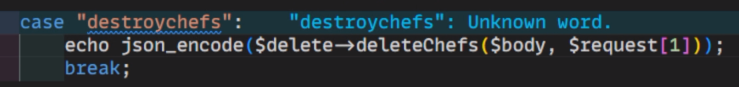 case "destroychefs":    "destroychefs": Unknown word.
    echo json_encode($delete->deleteChefs($body, $request[1]));
    break;